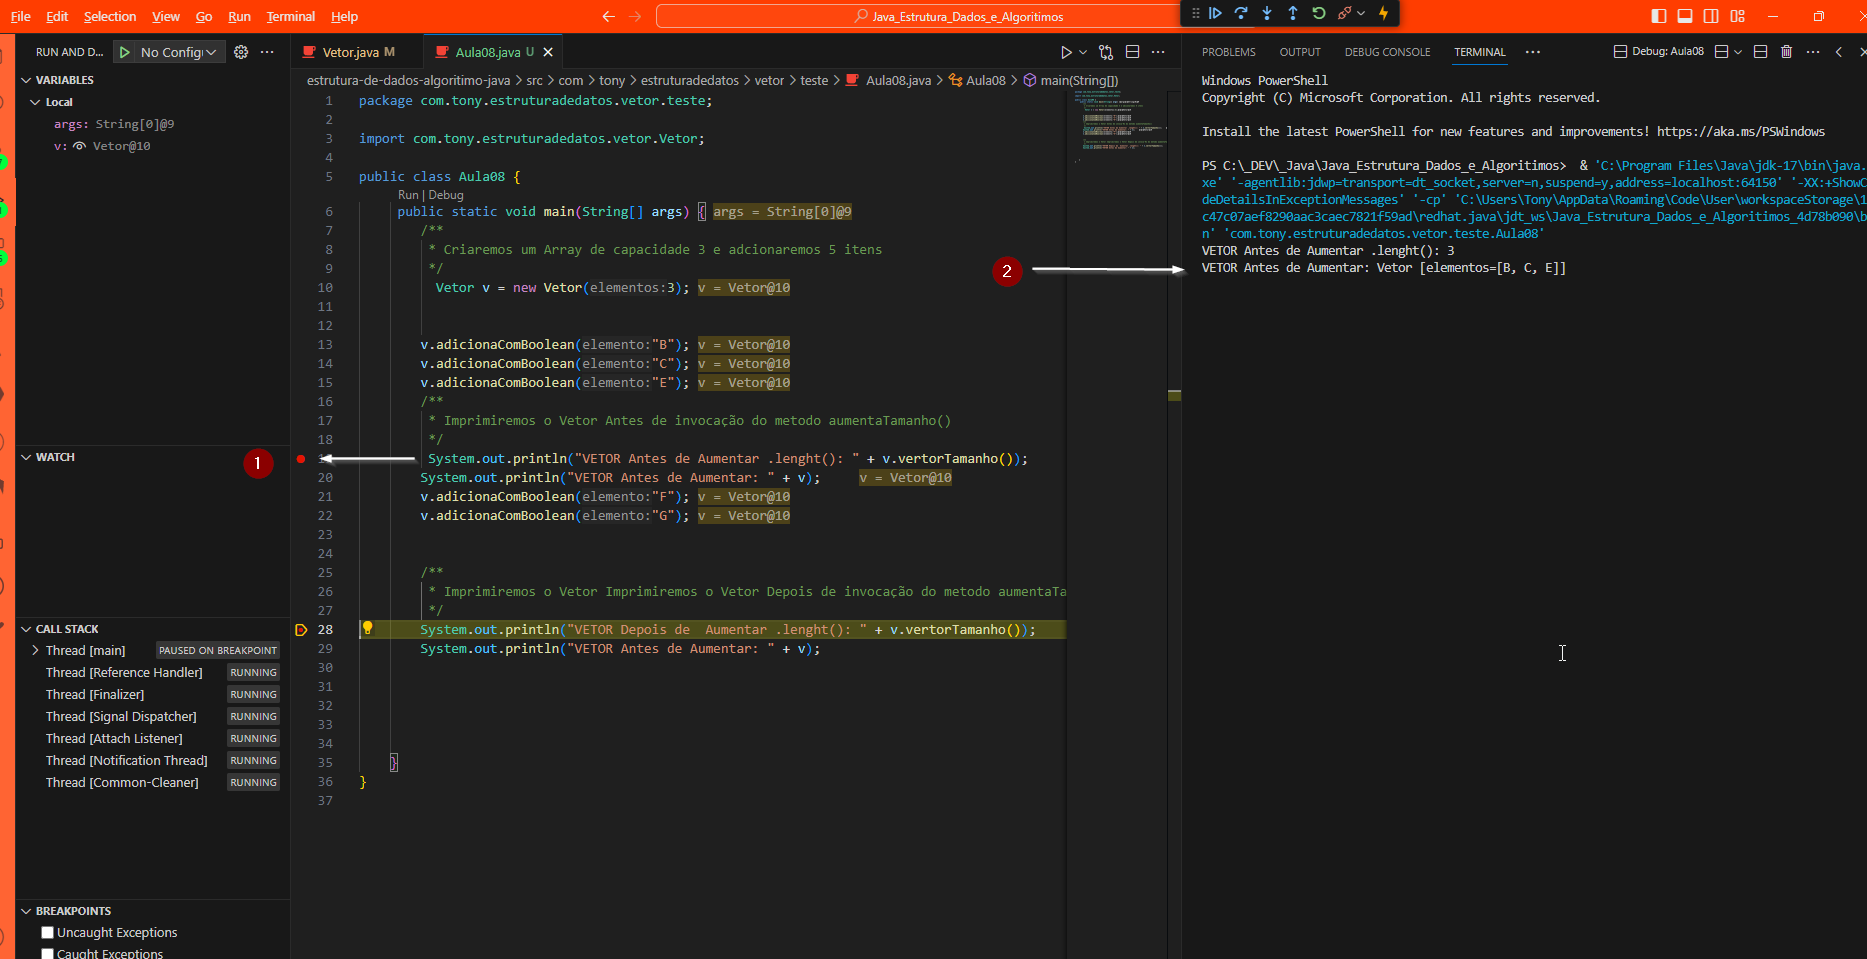 File Edit Selection View Go Run Terminal Help
Java_Estrutura_Dados_e_Algoritimos
RUN AND D...
No Config
VARIABLES
Local
args: String[0]@9
v: Vetor@10
WATCH
1
CALL STACK
Thread [main] PAUSED ON BREAKPOINT
Thread [Reference Handler] RUNNING
Thread [Finalizer] RUNNING
Thread [Signal Dispatcher] RUNNING
Thread [Attach Listener] RUNNING
Thread [Notification Thread] RUNNING
Thread [Common-Cleaner] RUNNING
BREAKPOINTS
Uncaught Exceptions
Caught Exceptions
Vetor.java M
Aula08.java U
estrutura-de-dados-algoritimo-java > src > com > tony > estruturadedatos > vetor > teste > Aula08.java > Aula08 > main(String[])
1 package com.tony.estruturadedatos.vetor.teste;
2
3 import com.tony.estruturadedatos.vetor.Vetor;
4
5 public class Aula08 {
Run | Debug
6 public static void main(String[] args) { args = String[0]@9
7 /**
8 * Criaremos um Array de capacidade 3 e adcionaremos 5 itens
9 */
10 Vetor v = new Vetor(elementos:3); v = Vetor@10
11
12
13 v.adicionaComBoolean(elemento:"B"); v = Vetor@10
14 v.adicionaComBoolean(elemento:"C"); v = Vetor@10
15 v.adicionaComBoolean(elemento:"E"); v = Vetor@10
16 /**
17 * Imprimiremos o Vetor Antes de invocação do metodo aumentaTamanho()
18 */
System.out.println("VETOR Antes de Aumentar .lenght(): " + v.vertorTamanho());
20 System.out.println("VETOR Antes de Aumentar: " + v); v = Vetor@10
21 v.adicionaComBoolean(elemento:"F"); v = Vetor@10
22 v.adicionaComBoolean(elemento:"G"); v = Vetor@10
23
24
25 /**
26 * Imprimiremos o Vetor Imprimiremos o Vetor Depois de invocação do metodo aumentaTa
27 */
28 System.out.println("VETOR Depois de  Aumentar .lenght(): " + v.vertorTamanho());
29 System.out.println("VETOR Antes de Aumentar: " + v);
30
31
32
33
34
35 }
36 }
37
2
PROBLEMS OUTPUT DEBUG CONSOLE TERMINAL
Debug: Aula08
Windows PowerShell
Copyright (C) Microsoft Corporation. All rights reserved.
Install the latest PowerShell for new features and improvements! https://aka.ms/PSWindows
PS C:\_DEV\_Java\Java_Estrutura_Dados_e_Algoritimos>  & 'C:\Program Files\Java\jdk-17\bin\java.
xe' '-agentlib:jdwp=transport=dt_socket,server=n,suspend=y,address=localhost:64150' '-XX:+ShowC
deDetailsInExceptionMessages' '-cp' 'C:\Users\Tony\AppData\Roaming\Code\User\workspaceStorage\1
c47c07aef8290aac3caec7821f59ad\redhat.java\jdt_ws\Java_Estrutura_Dados_e_Algoritimos_4d78b090\b
n' 'com.tony.estruturadedatos.vetor.teste.Aula08'
VETOR Antes de Aumentar .lenght(): 3
VETOR Antes de Aumentar: Vetor [elementos=[B, C, E]]